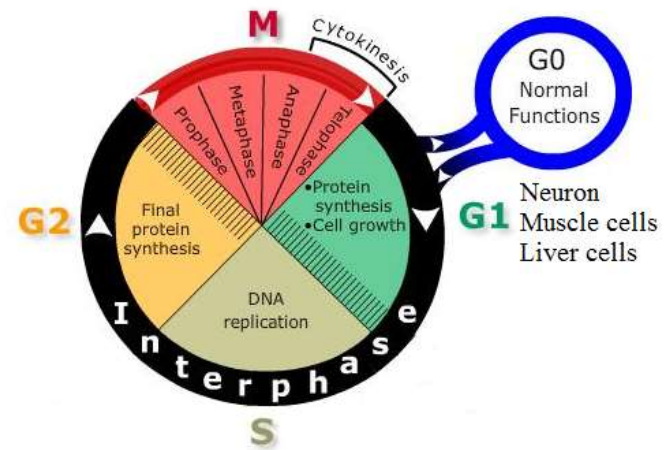 M
Cytokinesis
G0
Normal
Functions
Prophase
Metaphase
Anaphase
Telophase
•Protein
synthesis
•Cell growth
G1
Neuron
Muscle cells
Liver cells
G2
Final
protein
synthesis
DNA
replication
Interphase
S